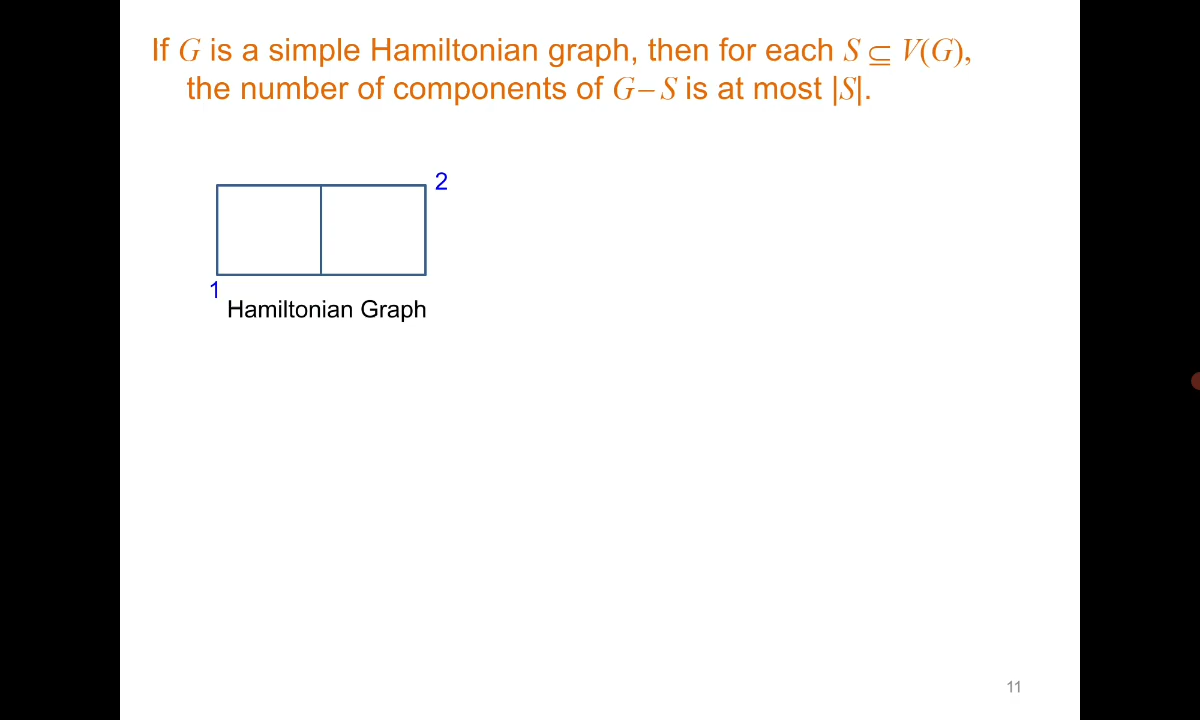 If G is a simple Hamiltonian graph, then for each S ⊆ V(G),
the number of components of G–S is at most |S|.
2
1
Hamiltonian Graph
11